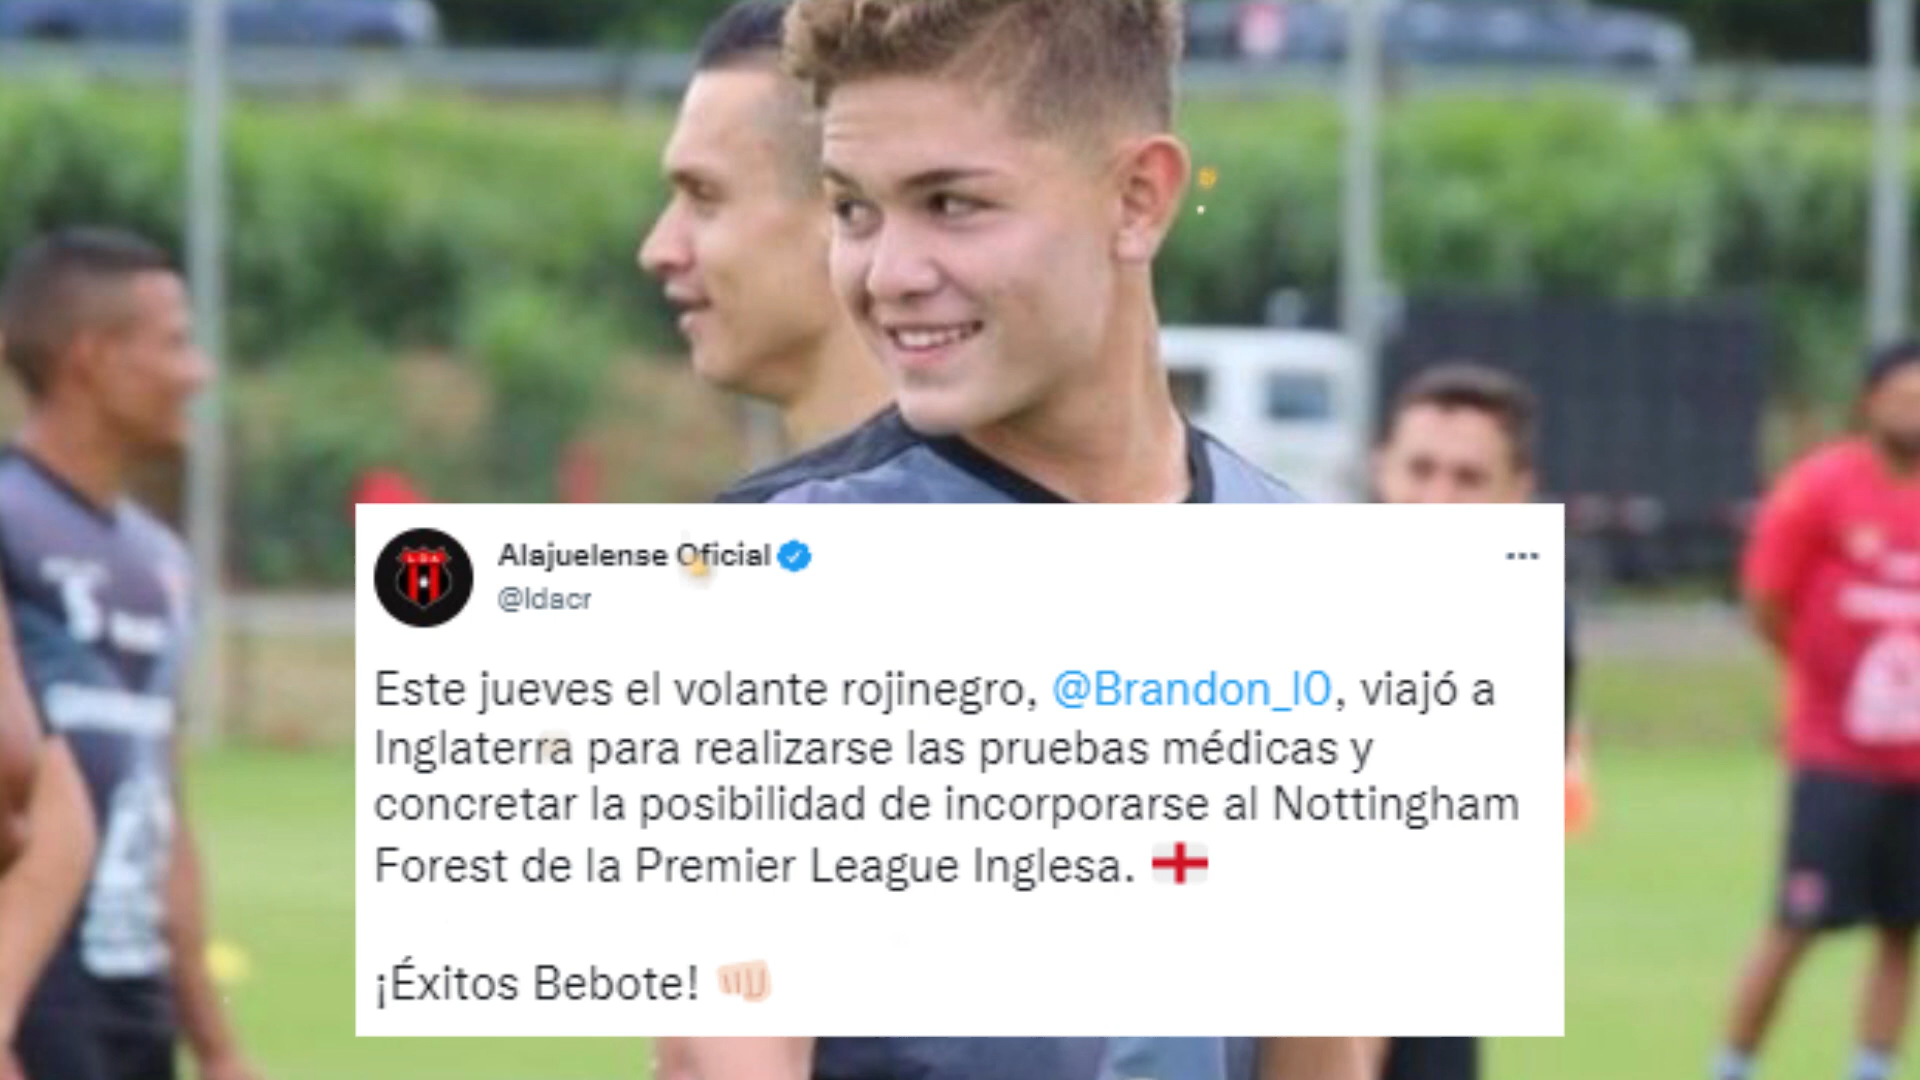 Alajuelense Oficial
@ldacr
Este jueves el volante rojinegro, @Brandon_I0, viajó a
Inglaterra para realizarse las pruebas médicas y
concretar la posibilidad de incorporarse al Nottingham
Forest de la Premier League Inglesa.
¡Éxitos Bebote!